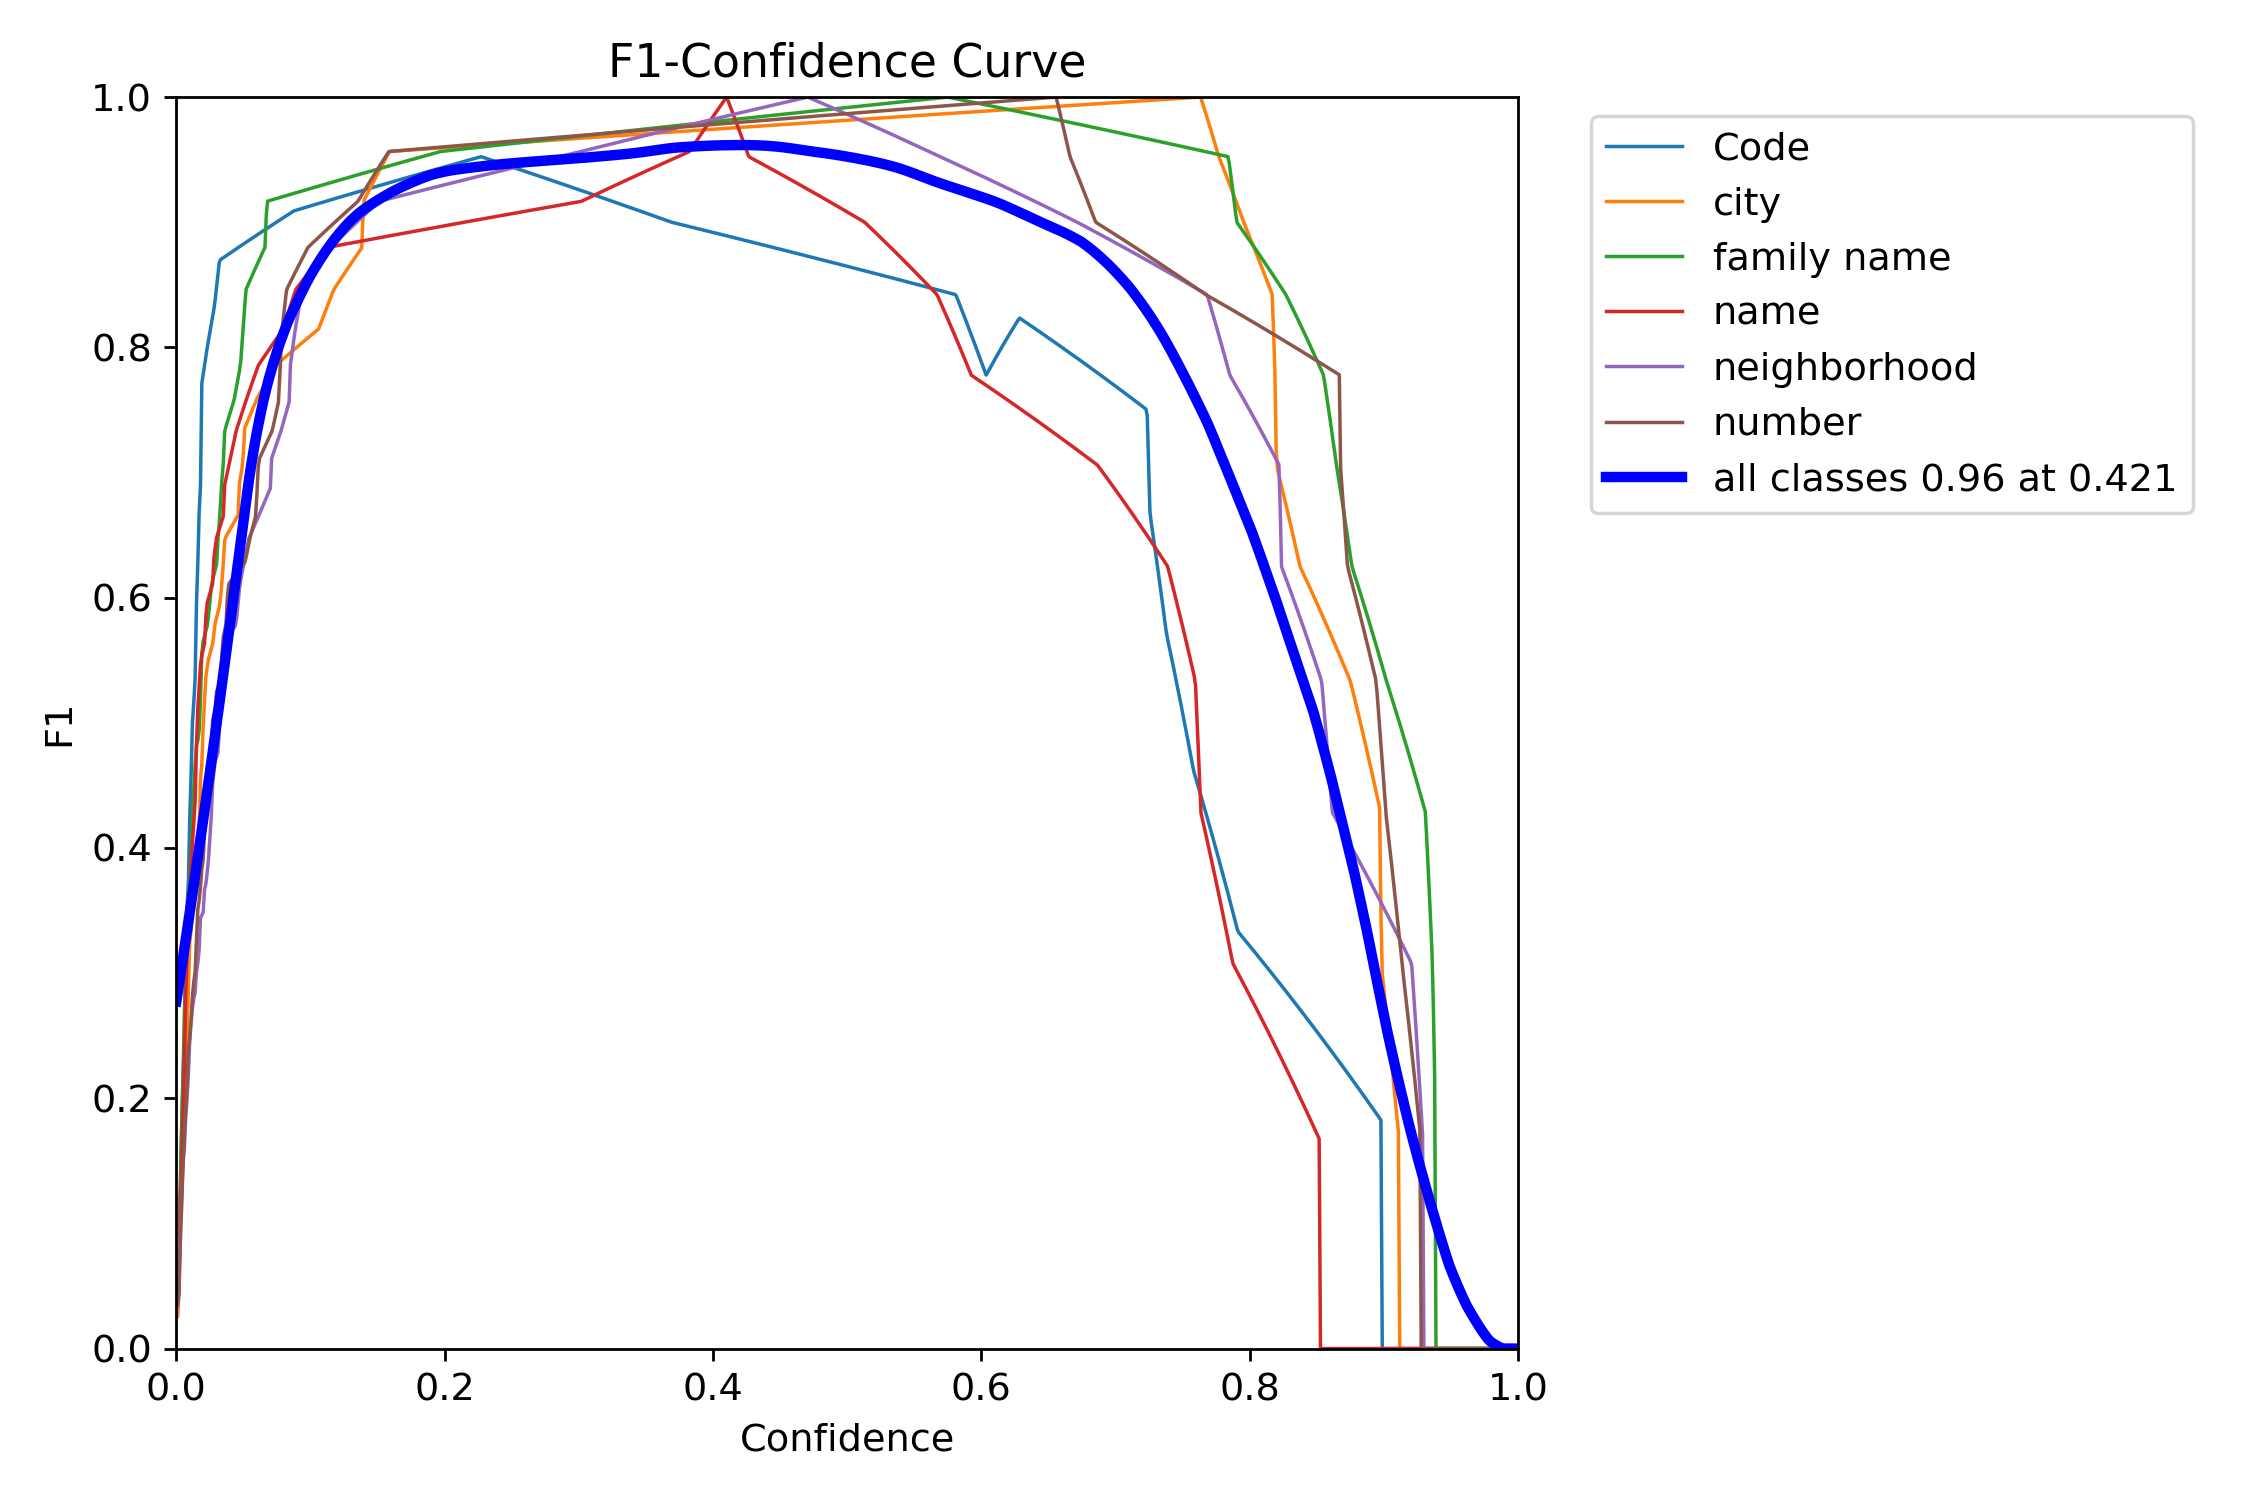 F1-Confidence Curve
1.0
0.8
0.6
0.4
0.2
0.0
F1
0.0 0.2 0.4 0.6 0.8 1.0
Confidence
Code
city
family name
name
neighborhood
number
all classes 0.96 at 0.421